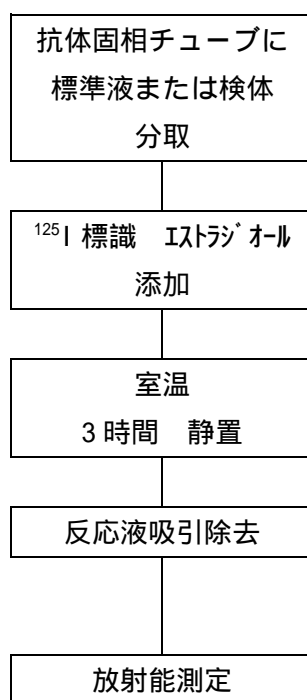 抗体固相チューブに
標準液または検体
分取
¹²⁵I 標識　ｴｽﾄﾗｼﾞｵｰﾙ
添加
室温
3 時間　静置
反応液吸引除去
放射能測定